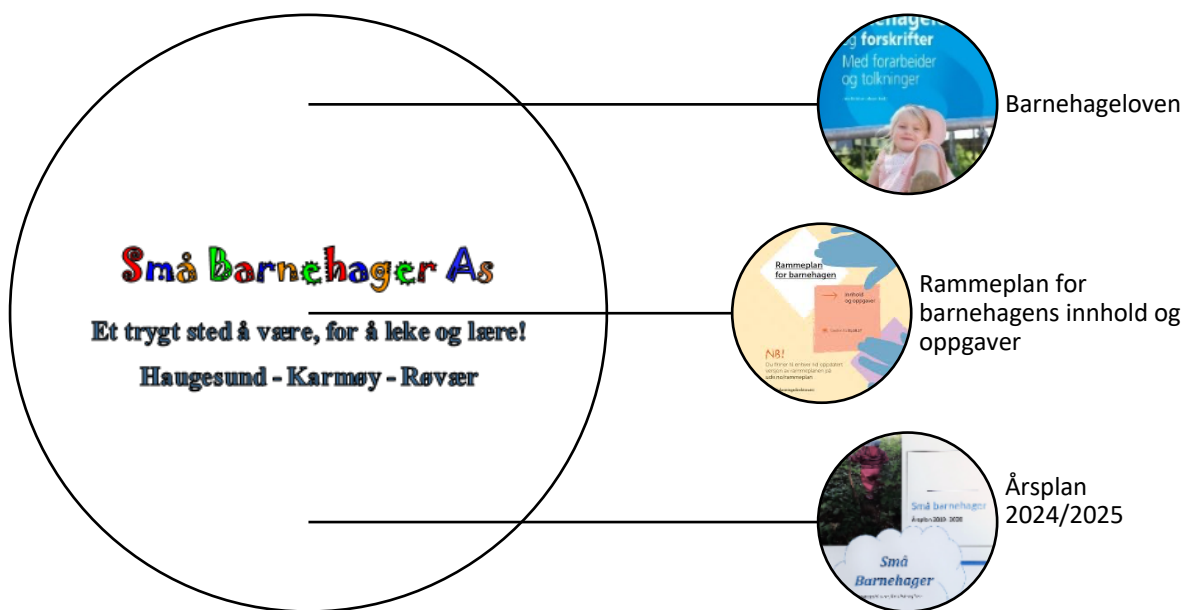 Små Barnehager As
Et trygt sted å være, for å leke og lære!
Haugesund - Karmøy - Røvær
og forskrifter
Med forarbeider
og tolkninger
Barnehageloven
Rammeplan
for barnehagen
Innhold
og oppgaver
NB!
Rammeplan for
barnehagens innhold og
oppgaver
Små barnehager
Små
Barnehager
Årsplan
2024/2025